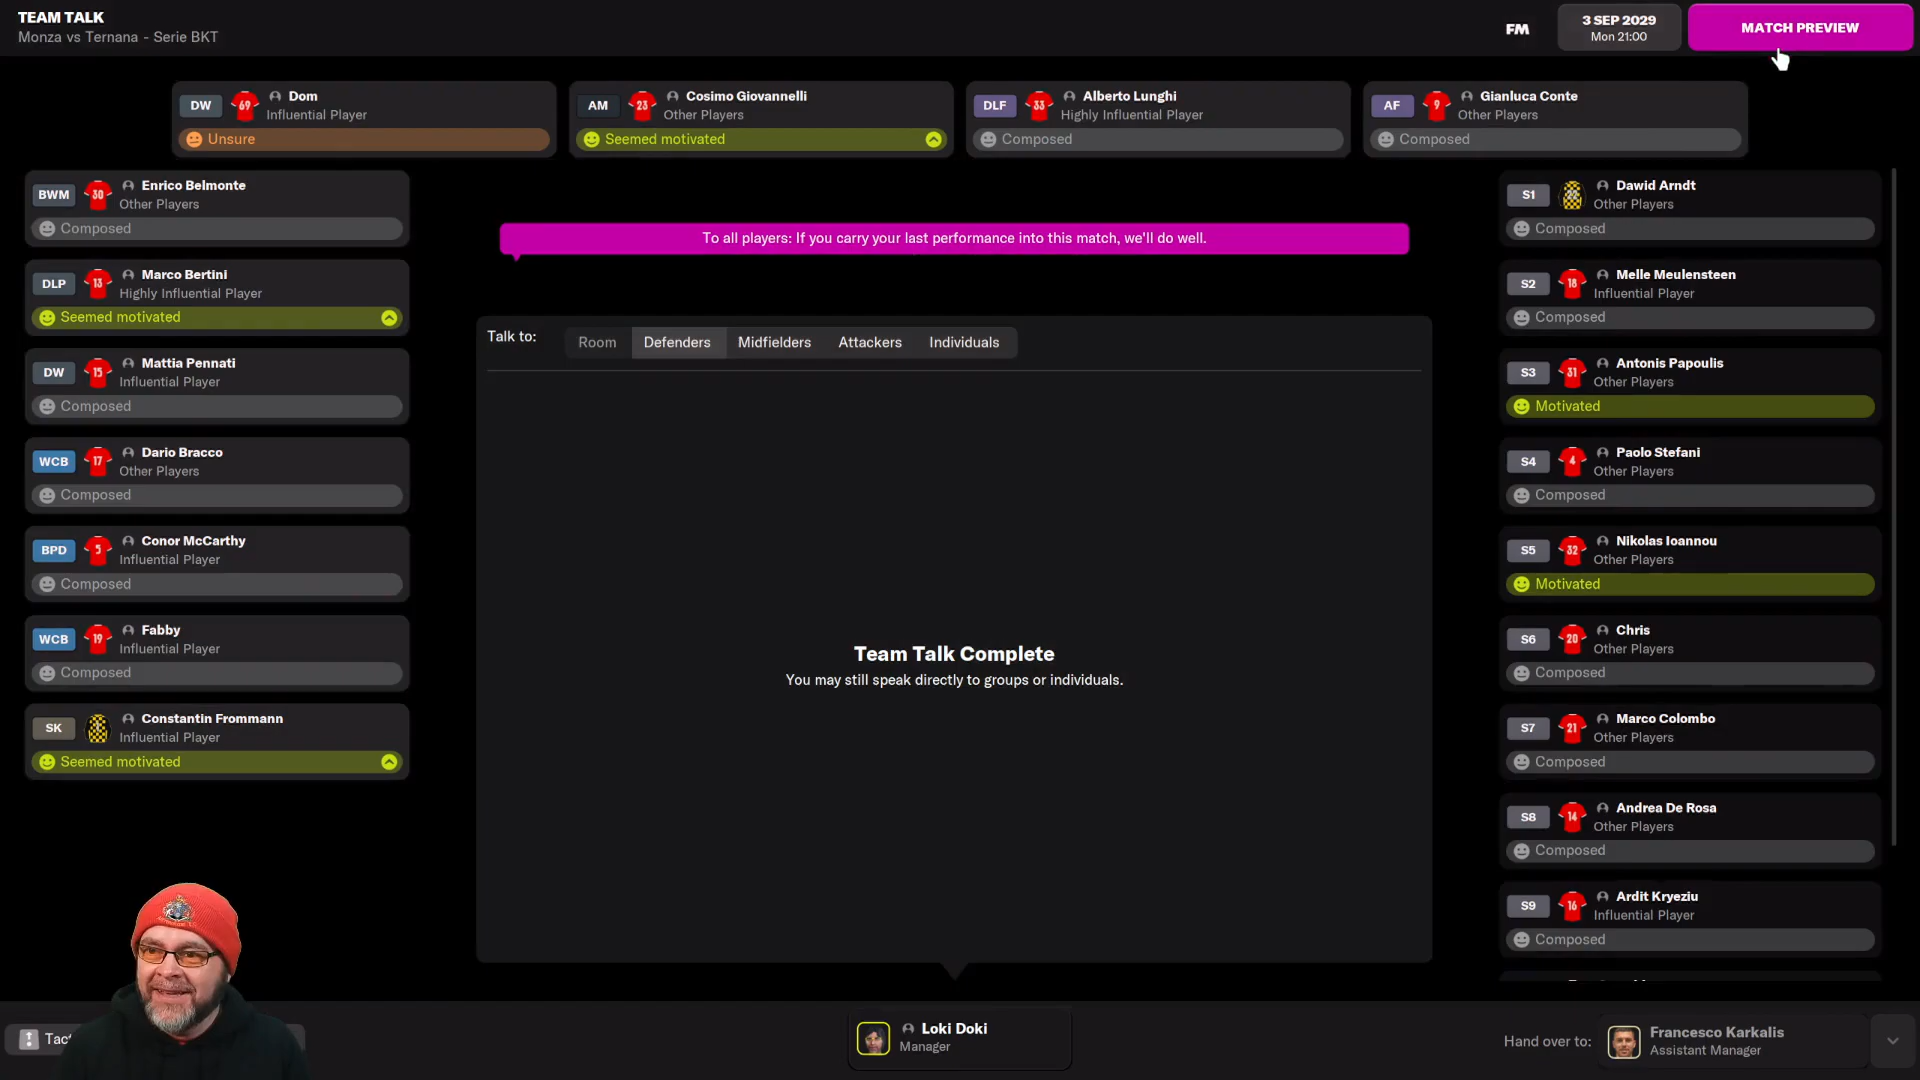 TEAM TALK
Monza vs Ternana - Serie BKT
FM
3 SEP 2029
Mon 21:00
MATCH PREVIEW
DW
69
Dom
Influential Player
Unsure
AM
23
Cosimo Giovannelli
Other Players
Seemed motivated
DLF
33
Alberto Lunghi
Highly Influential Player
Composed
AF
9
Gianluca Conte
Other Players
Composed
BWM
30
Enrico Belmonte
Other Players
Composed
DLP
13
Marco Bertini
Highly Influential Player
Seemed motivated
DW
15
Mattia Pennati
Influential Player
Composed
WCB
17
Dario Bracco
Other Players
Composed
BPD
5
Conor McCarthy
Influential Player
Composed
WCB
19
Fabby
Influential Player
Composed
SK
Constantin Frommann
Influential Player
Seemed motivated
To all players: If you carry your last performance into this match, we'll do well.
Talk to:
Room
Defenders
Midfielders
Attackers
Individuals
Team Talk Complete
You may still speak directly to groups or individuals.
S1
Dawid Arndt
Other Players
Composed
S2
18
Melle Meulensteen
Influential Player
Composed
S3
31
Antonis Papoulis
Other Players
Motivated
S4
4
Paolo Stefani
Other Players
Composed
S5
32
Nikolas Ioannou
Other Players
Motivated
S6
20
Chris
Other Players
Composed
S7
21
Marco Colombo
Other Players
Composed
S8
14
Andrea De Rosa
Other Players
Composed
S9
16
Ardit Kryeziu
Influential Player
Composed
Loki Doki
Manager
Hand over to:
Francesco Karkalis
Assistant Manager